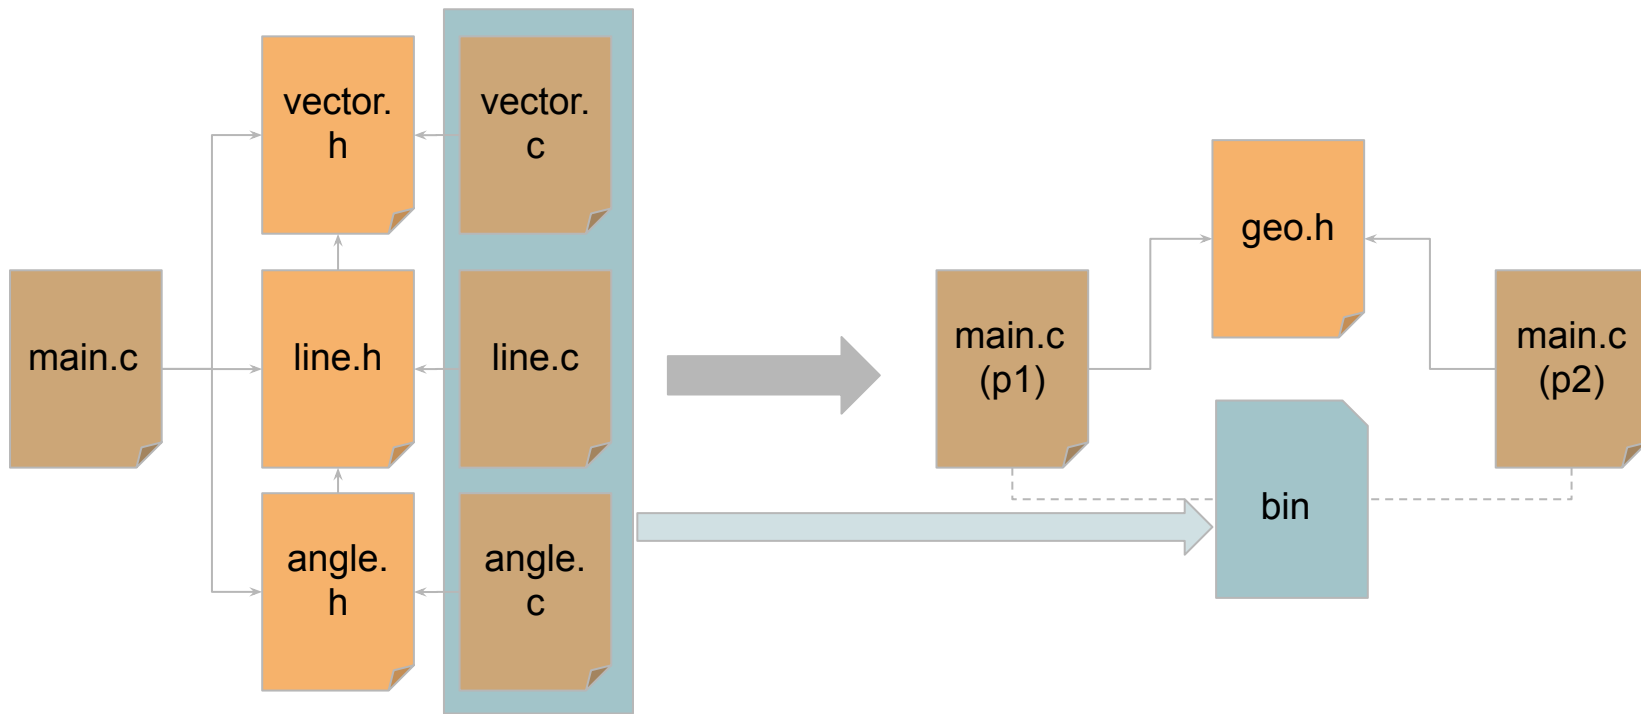 vector.
h
vector.
c
main.c
line.h
line.c
angle.
h
angle.
c
geo.h
main.c
(p1)
main.c
(p2)
bin